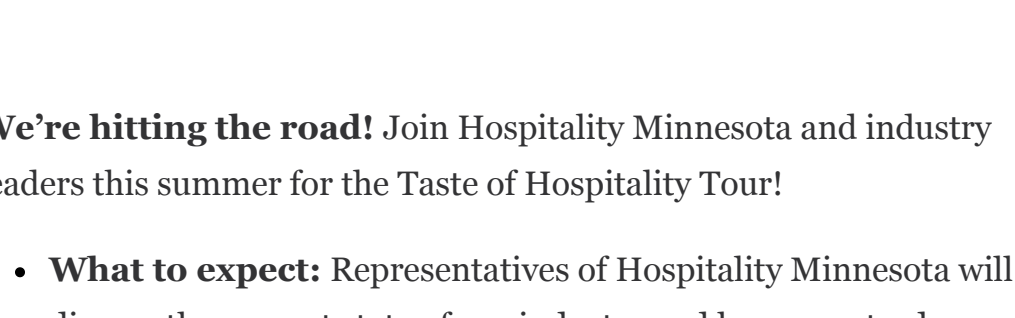 We're hitting the road! Join Hospitality Minnesota and industry
leaders this summer for the Taste of Hospitality Tour!
• What to expect: Representatives of Hospitality Minnesota will